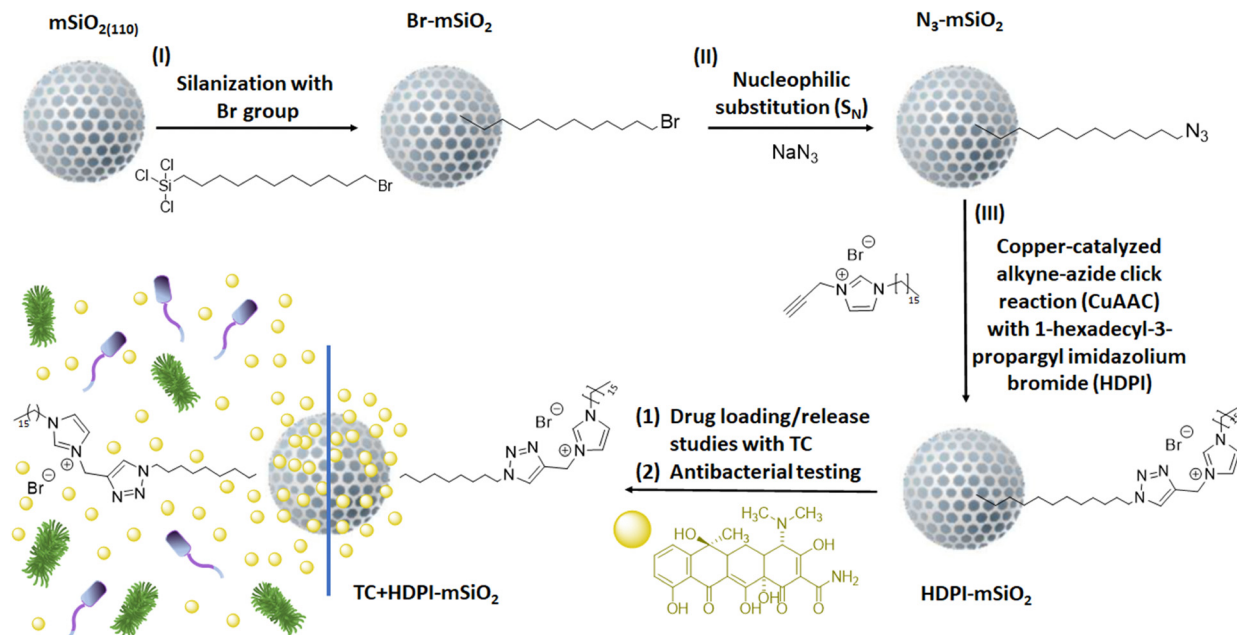 mSiO2(110)
(I)
Silanization with
Br group
Cl
Cl
Si
Cl
Br
Br-mSiO2
Br
(II)
Nucleophilic
substitution (SN)
NaN3
N3-mSiO2
N3
(III)
Copper-catalyzed
alkyne-azide click
reaction (CuAAC)
with 1-hexadecyl-3-
propargyl imidazolium
bromide (HDPI)
Br−
+
N
N
15
15
N
N
+
Br−
N
N=N
15
Br−
N
N
+
N=N
N
(1) Drug loading/release
studies with TC
(2) Antibacterial testing
15
Br−
N
N
+
N=N
N
H3C
N
CH3
HO
CH3
OH
NH2
OH
O
OH
OH
O
O
TC+HDPI-mSiO2
HDPI-mSiO2